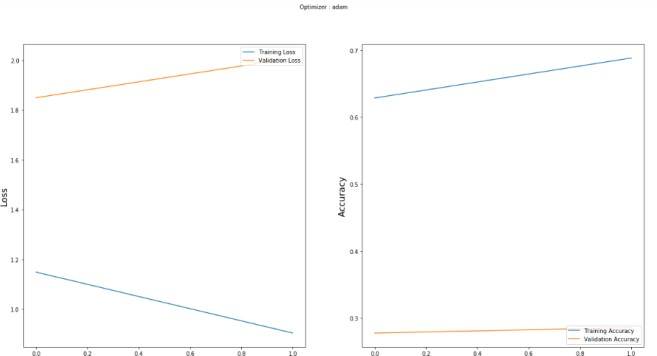 Optimizer : adam
Training Loss
Validation Loss
2.0
1.8
1.6
1.4
1.2
1.0
Loss
0.0 0.2 0.4 0.6 0.8 1.0
0.7
0.6
0.5
0.4
0.3
Accuracy
Training Accuracy
Validation Accuracy
0.0 0.2 0.4 0.6 0.8 1.0